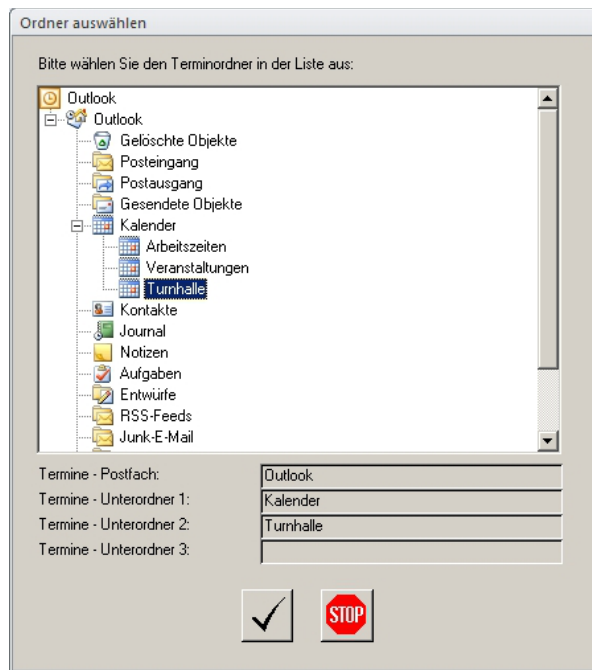 Ordner auswählen
Bitte wählen Sie den Terminordner in der Liste aus:
Outlook
Outlook
Gelöschte Objekte
Posteingang
Postausgang
Gesendete Objekte
Kalender
Arbeitszeiten
Veranstaltungen
Turnhalle
Kontakte
Journal
Notizen
Aufgaben
Entwürfe
RSS-Feeds
Junk-E-Mail
Termine - Postfach: Outlook
Termine - Unterordner 1: Kalender
Termine - Unterordner 2: Turnhalle
Termine - Unterordner 3:
STOP